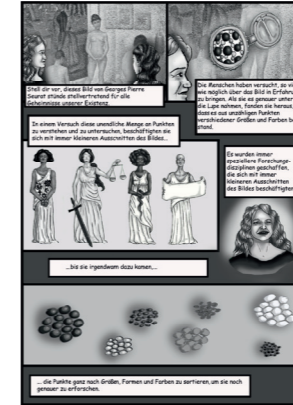 Stell dir vor, dieses Bild von Georges Pierre
Seurat stünde stellvertretend für alle
Geheimnisse unserer Existenz.
Die Menschen haben versucht, so vi
wie möglich über das Bild in Erfahru
zu bringen. Als sie es genauer unter
die Lupe nahmen, fanden sie heraus,
dass es aus unzähligen Punkten
verschiedener Größen und Farben be
stand.
In einem Versuch diese unendliche Menge an Punkten
zu verstehen und zu untersuchen, beschäftigten sie
sich mit immer kleineren Ausschnitten des Bildes...
Es wurden immer
speziellere Forschungs-
disziplinen geschaffen,
die sich mit immer
kleineren Ausschnitten
des Bildes beschäftigten
...bis sie irgendwann dazu kamen,...
... die Punkte ganz nach Größen, Formen und Farben zu sortieren, um sie noch
genauer zu erforschen.